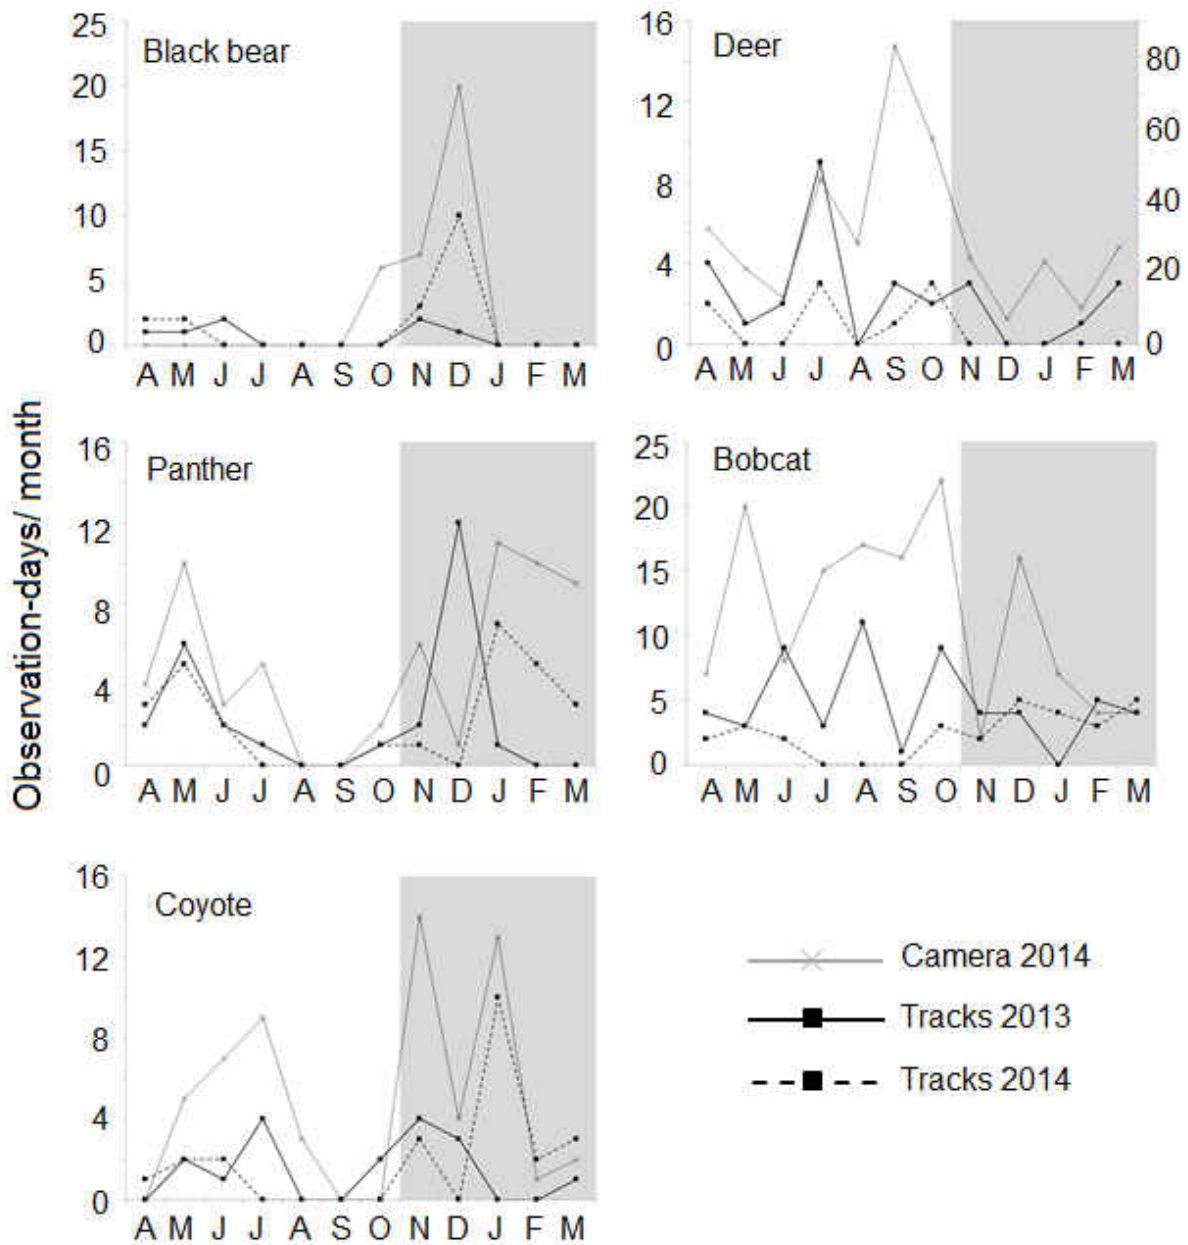 Observation-days/ month
Black bear
25
20
15
10
5
0
A M J J A S O N D J F M
Deer
16
12
8
4
0
80
60
40
20
0
A M J J A S O N D J F M
Panther
16
12
8
4
0
A M J J A S O N D J F M
Bobcat
25
20
15
10
5
0
A M J J A S O N D J F M
Coyote
16
12
8
4
0
A M J J A S O N D J F M
Camera 2014
Tracks 2013
Tracks 2014